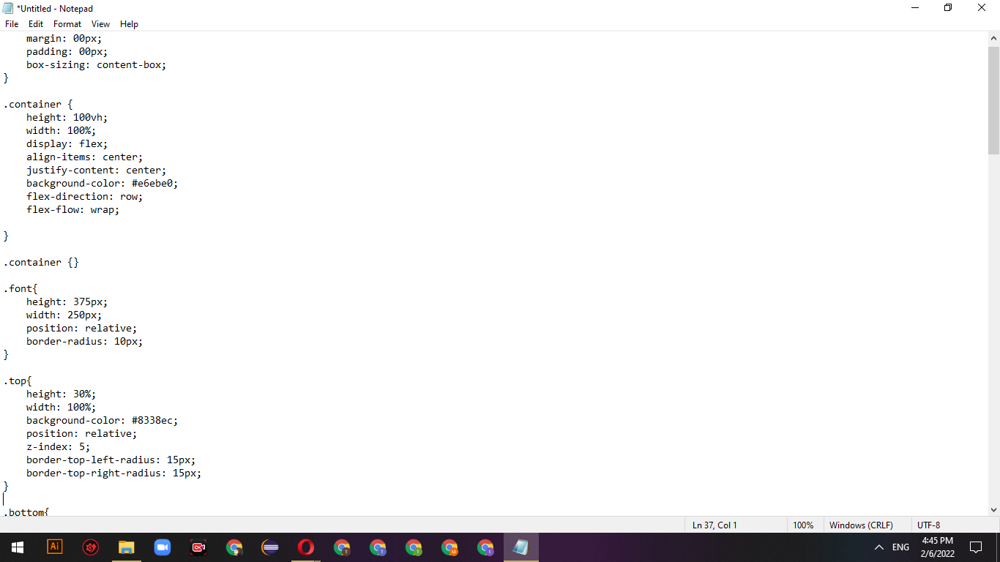 *Untitled - Notepad
File Edit Format View Help
    margin: 00px;
    padding: 00px;
    box-sizing: content-box;
}

.container {
    height: 100vh;
    width: 100%;
    display: flex;
    align-items: center;
    justify-content: center;
    background-color: #e6ebe0;
    flex-direction: row;
    flex-flow: wrap;

}

.container {}

.font{
    height: 375px;
    width: 250px;
    position: relative;
    border-radius: 10px;
}

.top{
    height: 30%;
    width: 100%;
    background-color: #8338ec;
    position: relative;
    z-index: 5;
    border-top-left-radius: 15px;
    border-top-right-radius: 15px;
}

.bottom{
Ln 37, Col 1 100% Windows (CRLF) UTF-8
Ai
ENG
4:45 PM
2/6/2022